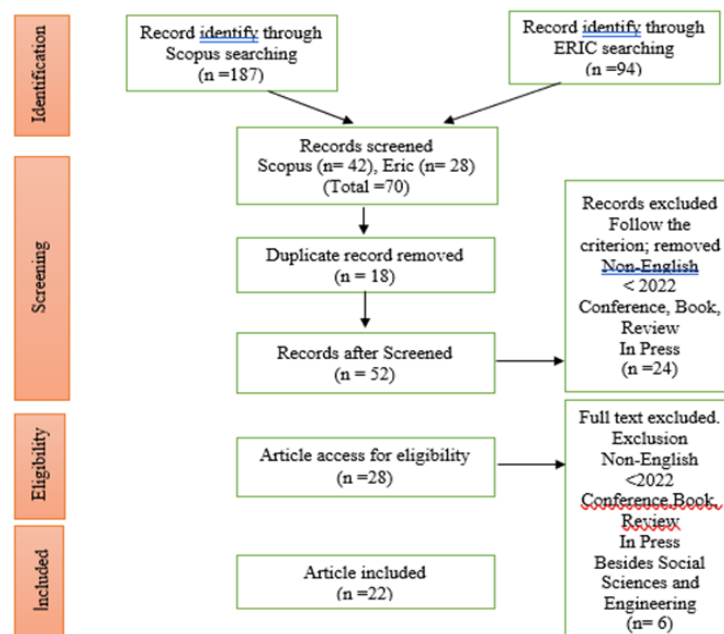 Identification
Record identify through
Scopus searching
(n =187)
Record identify through
ERIC searching
(n =94)
Records screened
Scopus (n= 42), Eric (n= 28)
(Total =70)
Screening
Duplicate record removed
(n = 18)
Records after Screened
(n = 52)
Records excluded
Follow the
criterion; removed
Non-English
< 2022
Conference, Book,
Review
In Press
(n =24)
Eligibility
Article access for eligibility
(n =28)
Full text excluded.
Exclusion
Non-English
<2022
Conference,Book,
Review
In Press
Besides Social
Sciences and
Engineering
(n= 6)
Included
Article included
(n =22)